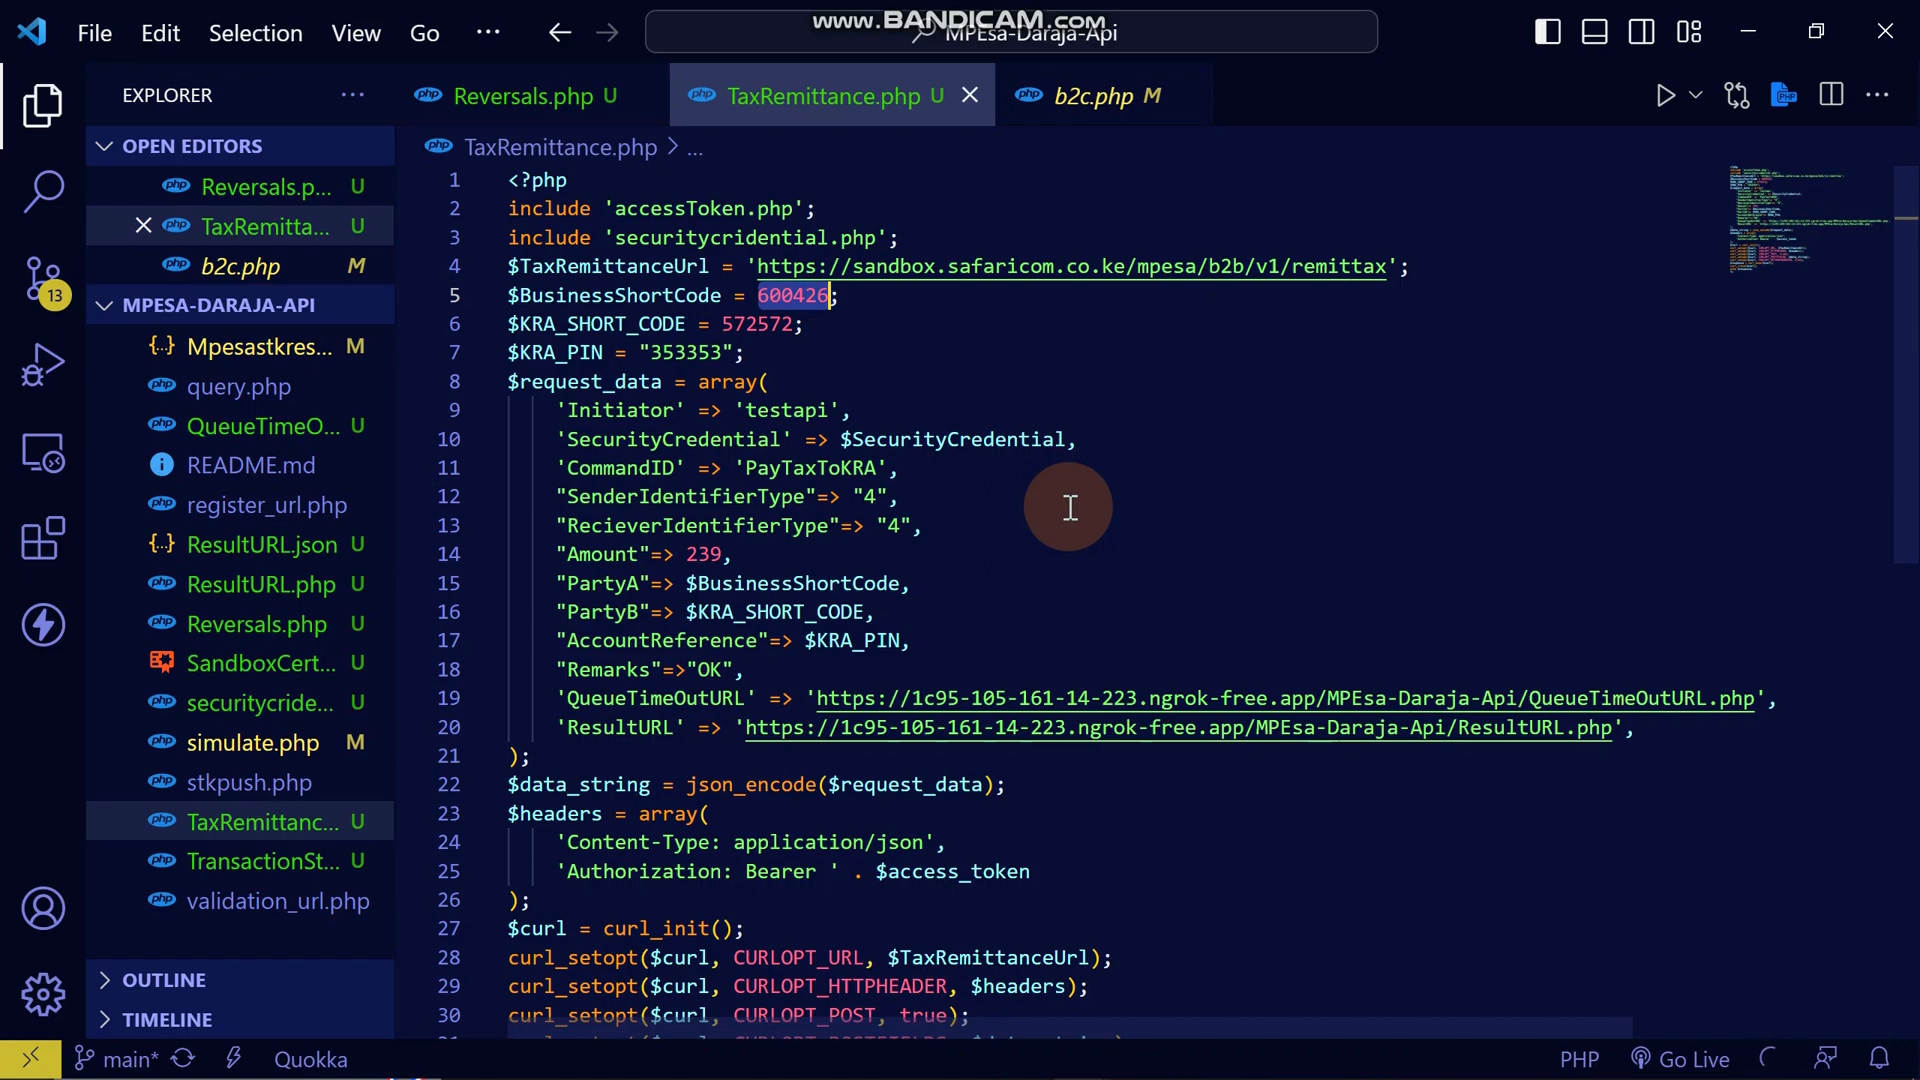 File Edit Selection View Go ... MPEsa-Daraja-Api
www.BANDICAM.com
EXPLORER ...
Reversals.php U TaxRemittance.php U b2c.php M
OPEN EDITORS
Reversals.p... U
TaxRemitta... U
b2c.php M
MPESA-DARAJA-API
Mpesastkres... M
query.php
QueueTimeO... U
README.md
register_url.php
ResultURL.json U
ResultURL.php U
Reversals.php U
SandboxCert... U
securitycride... U
simulate.php M
stkpush.php
TaxRemittanc... U
TransactionSt... U
validation_url.php
OUTLINE
TIMELINE
13
TaxRemittance.php > ...
1 <?php
2 include 'accessToken.php';
3 include 'securitycridential.php';
4 $TaxRemittanceUrl = 'https://sandbox.safaricom.co.ke/mpesa/b2b/v1/remittax';
5 $BusinessShortCode = 600426;
6 $KRA_SHORT_CODE = 572572;
7 $KRA_PIN = "353353";
8 $request_data = array(
9 'Initiator' => 'testapi',
10 'SecurityCredential' => $SecurityCredential,
11 'CommandID' => 'PayTaxToKRA',
12 "SenderIdentifierType"=> "4",
13 "RecieverIdentifierType"=> "4",
14 "Amount"=> 239,
15 "PartyA"=> $BusinessShortCode,
16 "PartyB"=> $KRA_SHORT_CODE,
17 "AccountReference"=> $KRA_PIN,
18 "Remarks"=>"OK",
19 'QueueTimeOutURL' => 'https://1c95-105-161-14-223.ngrok-free.app/MPEsa-Daraja-Api/QueueTimeOutURL.php',
20 'ResultURL' => 'https://1c95-105-161-14-223.ngrok-free.app/MPEsa-Daraja-Api/ResultURL.php',
21 );
22 $data_string = json_encode($request_data);
23 $headers = array(
24 'Content-Type: application/json',
25 'Authorization: Bearer ' . $access_token
26 );
27 $curl = curl_init();
28 curl_setopt($curl, CURLOPT_URL, $TaxRemittanceUrl);
29 curl_setopt($curl, CURLOPT_HTTPHEADER, $headers);
30 curl_setopt($curl, CURLOPT_POST, true);
main* Quokka PHP Go Live